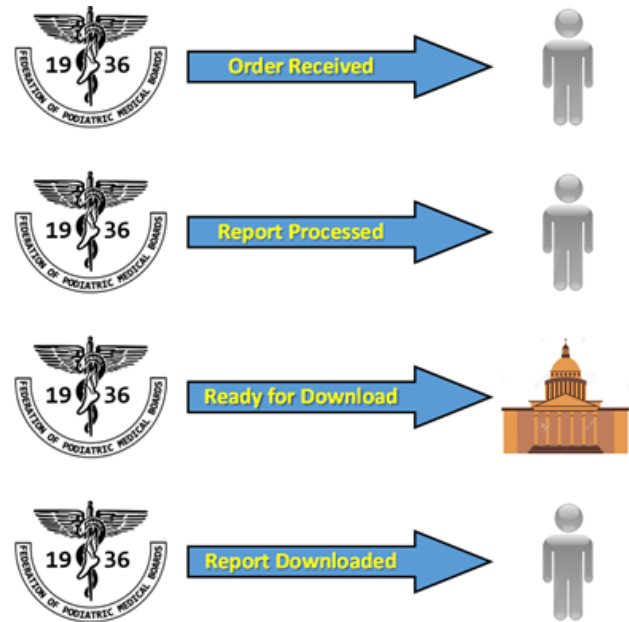 19 36
FEDERATION OF PODIATRIC MEDICAL BOARDS
Order Received
19 36
FEDERATION OF PODIATRIC MEDICAL BOARDS
Report Processed
19 36
FEDERATION OF PODIATRIC MEDICAL BOARDS
Ready for Download
19 36
FEDERATION OF PODIATRIC MEDICAL BOARDS
Report Downloaded